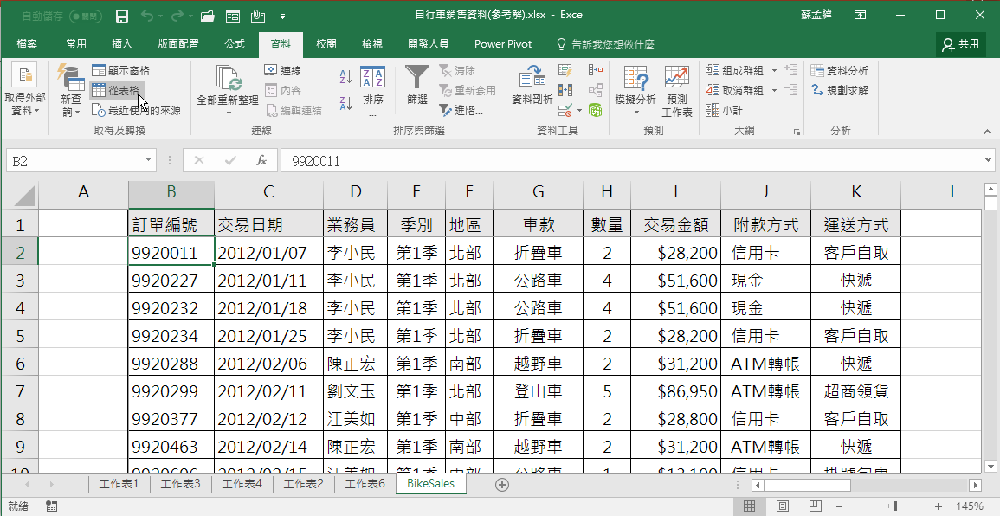 自動儲存 關閉 自行車銷售資料(參考解).xlsx - Excel 蘇孟緯
檔案 常用 插入 版面配置 公式 資料 校閱 檢視 開發人員 Power Pivot 告訴我您想做什麼 共用
取得外部資料 新查詢 顯示查詢 從表格 最近使用的來源 全部重新整理 連線 內容 編輯連結 排序... 篩選 清除 重新套用 進階... 資料剖析 模擬分析 預測工作表 組成群組 取消群組 小計 資料分析 規劃求解
取得及轉換 連線 排序與篩選 資料工具 預測 大綱 分析
B2 fx 9920011
A B C D E F G H I J K L
1 訂單編號 交易日期 業務員 季別 地區 車款 數量 交易金額 附款方式 運送方式
2 9920011 2012/01/07 李小民 第1季 北部 折疊車 2 $28,200 信用卡 客戶自取
3 9920227 2012/01/11 李小民 第1季 北部 公路車 4 $51,600 現金 快遞
4 9920232 2012/01/18 李小民 第1季 北部 公路車 4 $51,600 現金 快遞
5 9920234 2012/01/25 李小民 第1季 北部 折疊車 2 $28,200 信用卡 客戶自取
6 9920288 2012/02/06 陳正宏 第1季 南部 越野車 2 $31,200 ATM轉帳 快遞
7 9920299 2012/02/11 劉文玉 第1季 北部 登山車 5 $86,950 ATM轉帳 超商領貨
8 9920377 2012/02/12 江美如 第1季 中部 折疊車 2 $28,800 信用卡 客戶自取
9 9920463 2012/02/14 陳正宏 第1季 南部 越野車 2 $31,200 ATM轉帳 快遞
工作表1 工作表3 工作表4 工作表2 工作表6 BikeSales
就緒 145%